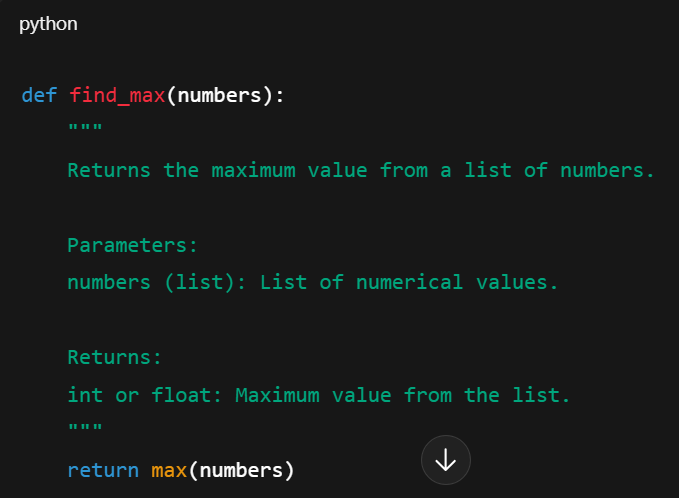 python
def find_max(numbers):
    """
    Returns the maximum value from a list of numbers.
    Parameters:
    numbers (list): List of numerical values.
    Returns:
    int or float: Maximum value from the list.
    """
    return max(numbers)